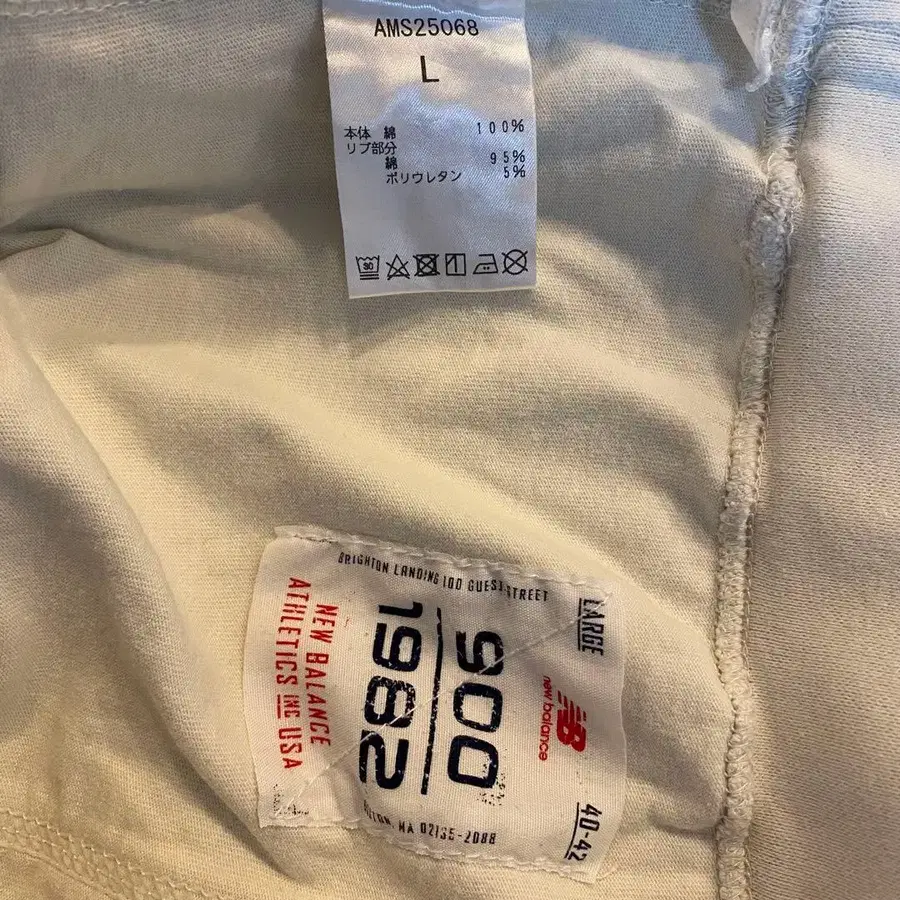 AMS25068
L
本体 綿 100%
リブ部分
綿 95%
ポリウレタン 5%
30
BRIGHTON LANDING 100 GUEST STREET
LARGE
NB
new balance
40-42
900
1982
NEW BALANCE
ATHLETICS INC USA
MA 02135-2088